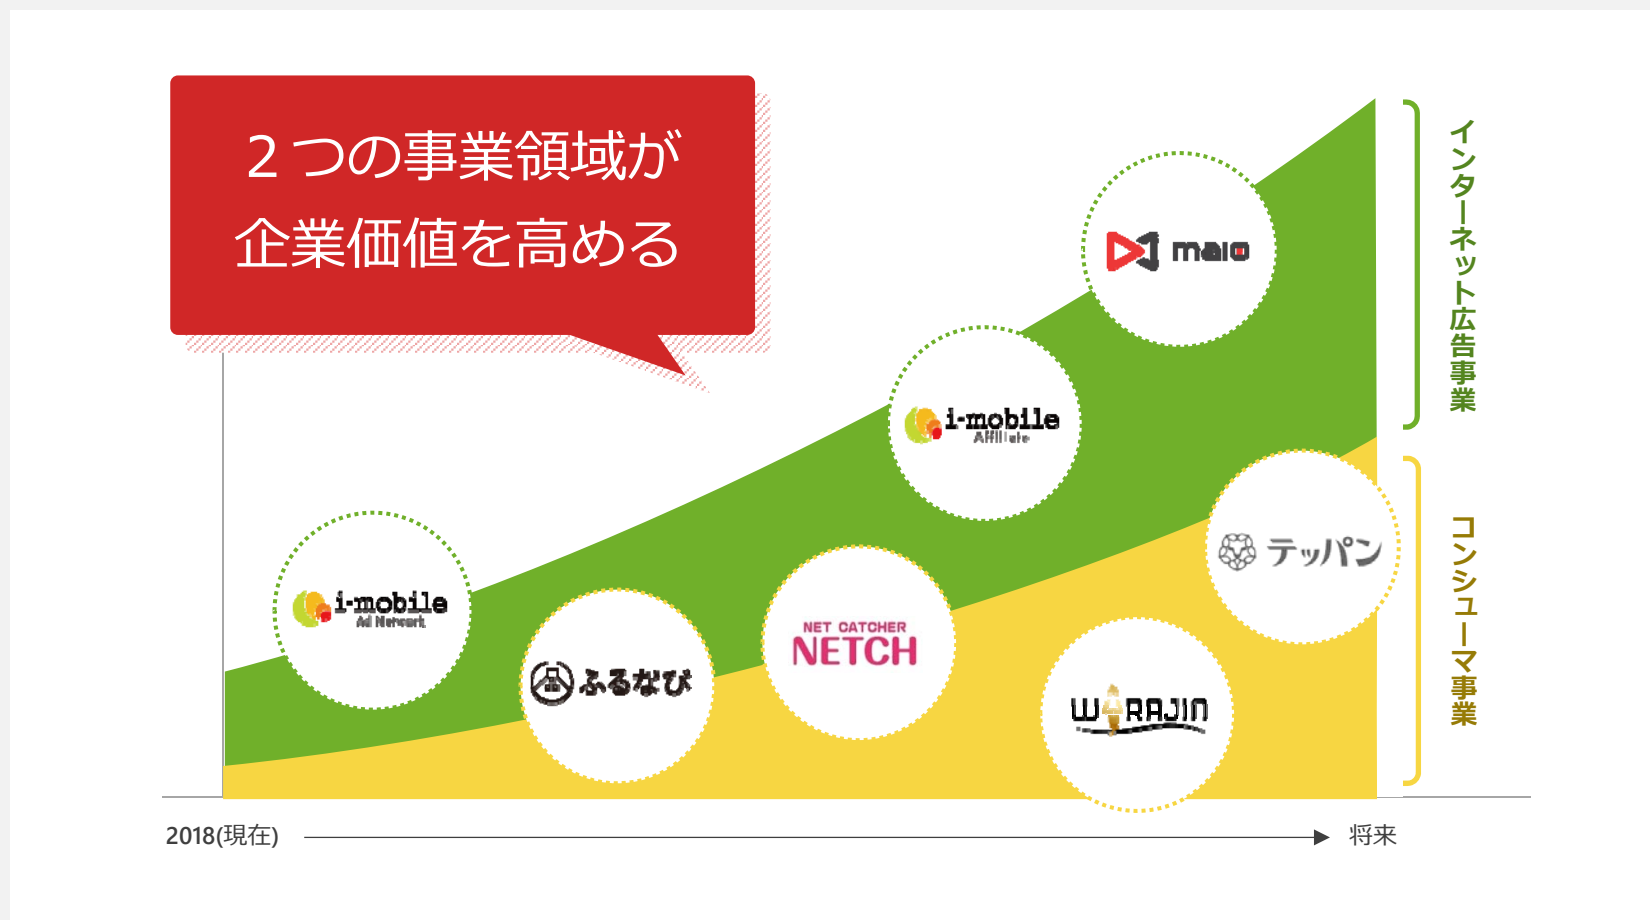 ２つの事業領域が
企業価値を高める
maio
i-mobile
Affiliate
i-mobile
Ad Network
ふるなび
NET CATCHER
NETCH
WARAJIN
テッパン
インターネット広告事業
コンシューマ事業
2018(現在)
将来